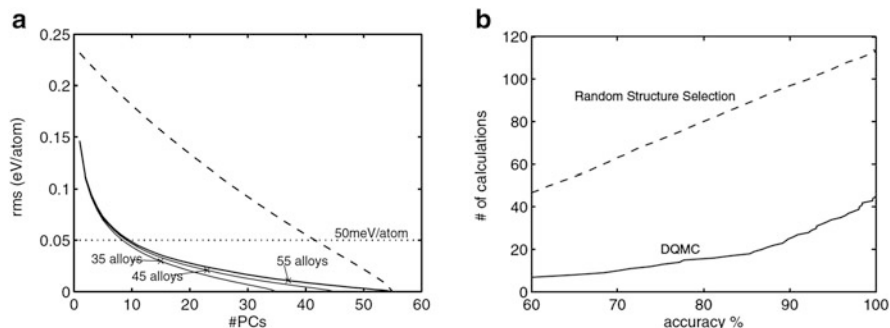 a
0.25
0.2
0.15
0.1
0.05
0
rms (eV/atom)
50meV/atom
35 alloys
45 alloys
55 alloys
0 10 20 30 40 50 60
#PCs
b
120
100
80
60
40
20
0
# of calculations
Random Structure Selection
DQMC
60 70 80 90 100
accuracy %